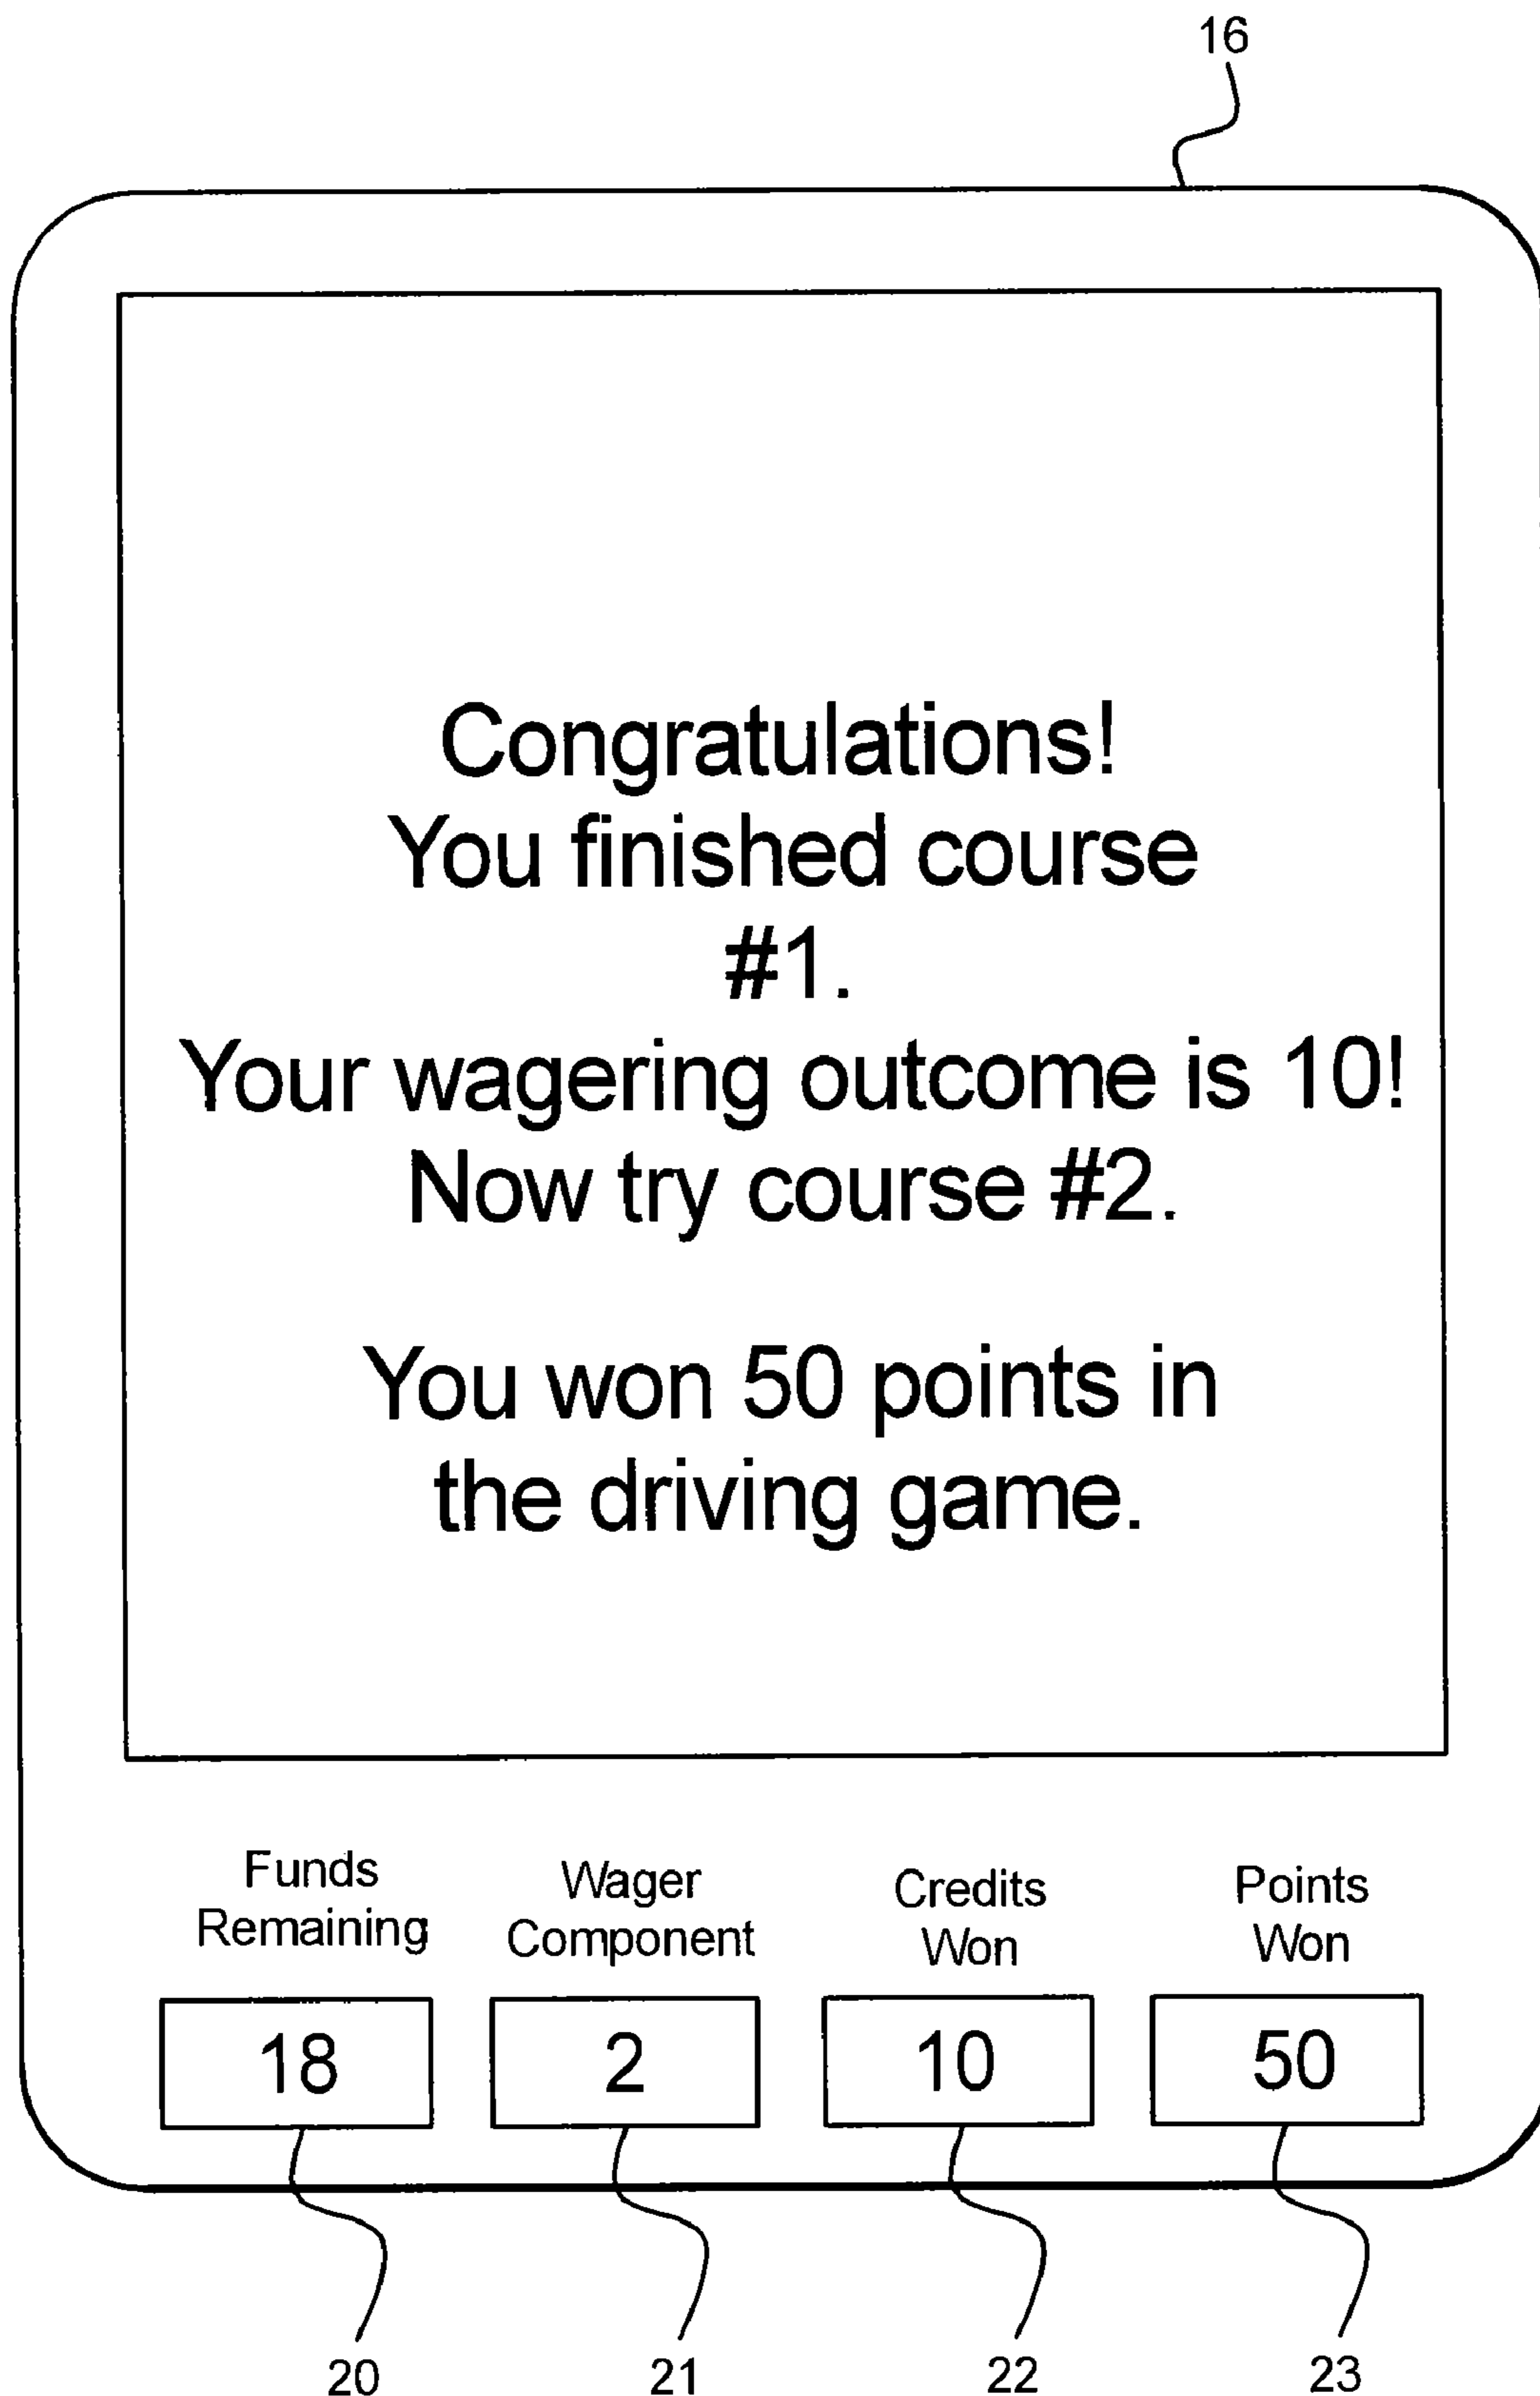 16
Congratulations!
You finished course
#1.
Your wagering outcome is 10!
Now try course #2.
You won 50 points in
the driving game.
Funds
Remaining
Wager
Component
Credits
Won
Points
Won
18
2
10
50
20
21
22
23